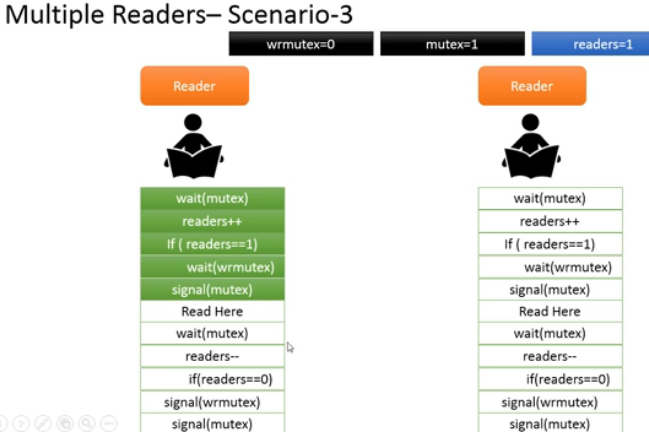 Multiple Readers– Scenario-3
wrmutex=0
mutex=1
readers=1
Reader
wait(mutex)
readers++
If ( readers==1)
wait(wrmutex)
signal(mutex)
Read Here
wait(mutex)
readers--
if(readers==0)
signal(wrmutex)
signal(mutex)
Reader
wait(mutex)
readers++
If ( readers==1)
wait(wrmutex)
signal(mutex)
Read Here
wait(mutex)
readers--
if(readers==0)
signal(wrmutex)
signal(mutex)